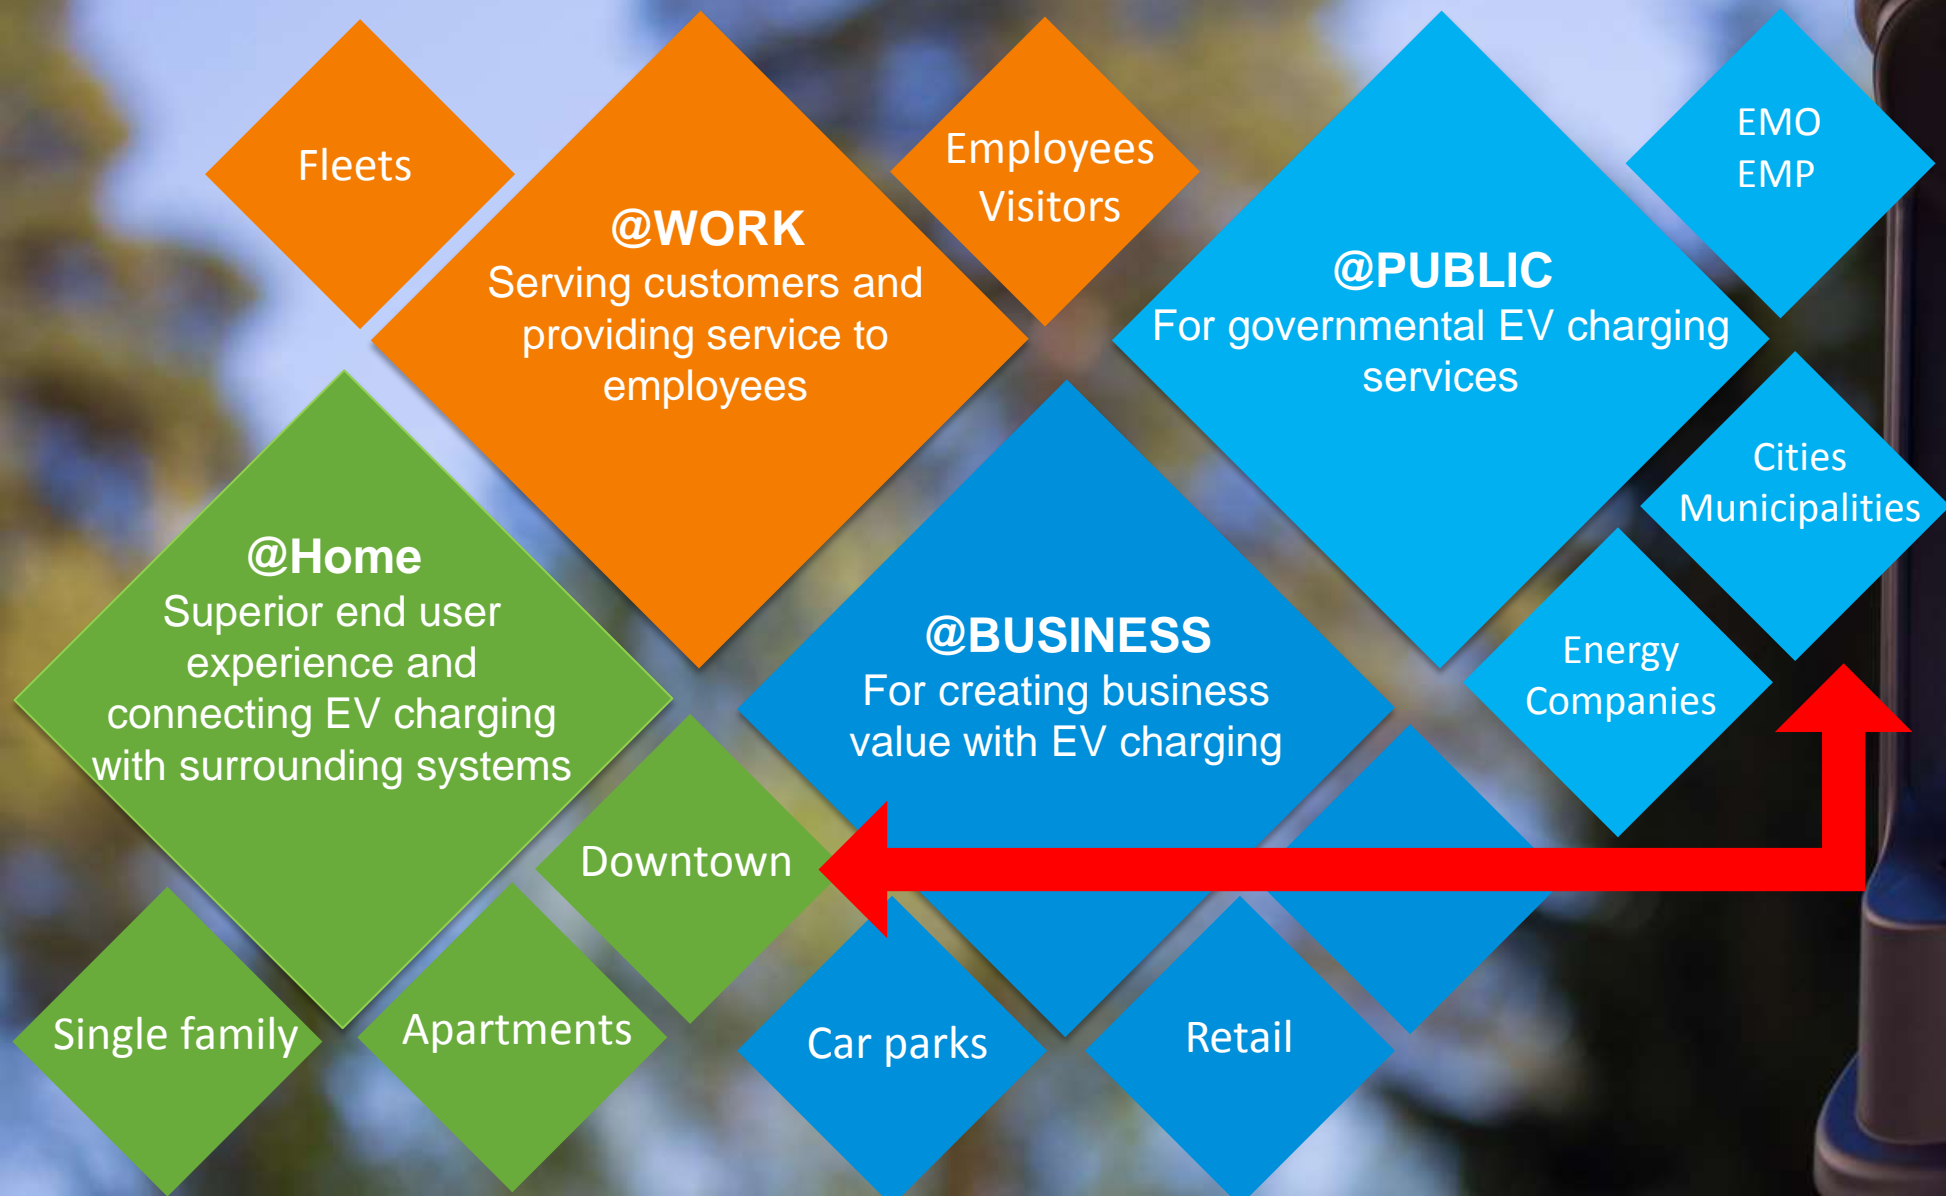 Fleets
@WORK
Serving customers and
providing service to
employees
Employees
Visitors
@PUBLIC
For governmental EV charging
services
EMO
EMP
Cities
Municipalities
Energy
Companies
@Home
Superior end user
experience and
connecting EV charging
with surrounding systems
Downtown
Single family
Apartments
@BUSINESS
For creating business
value with EV charging
Car parks
Retail